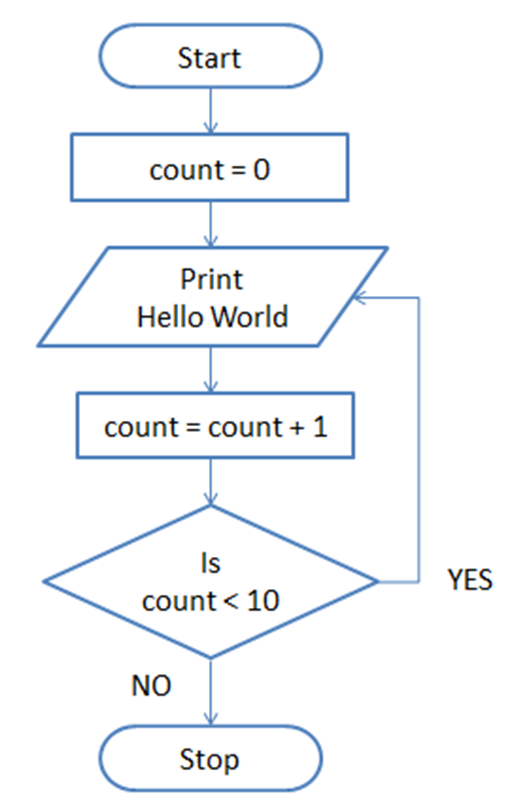 Start
count = 0
Print
Hello World
count = count + 1
Is
count < 10
YES
NO
Stop